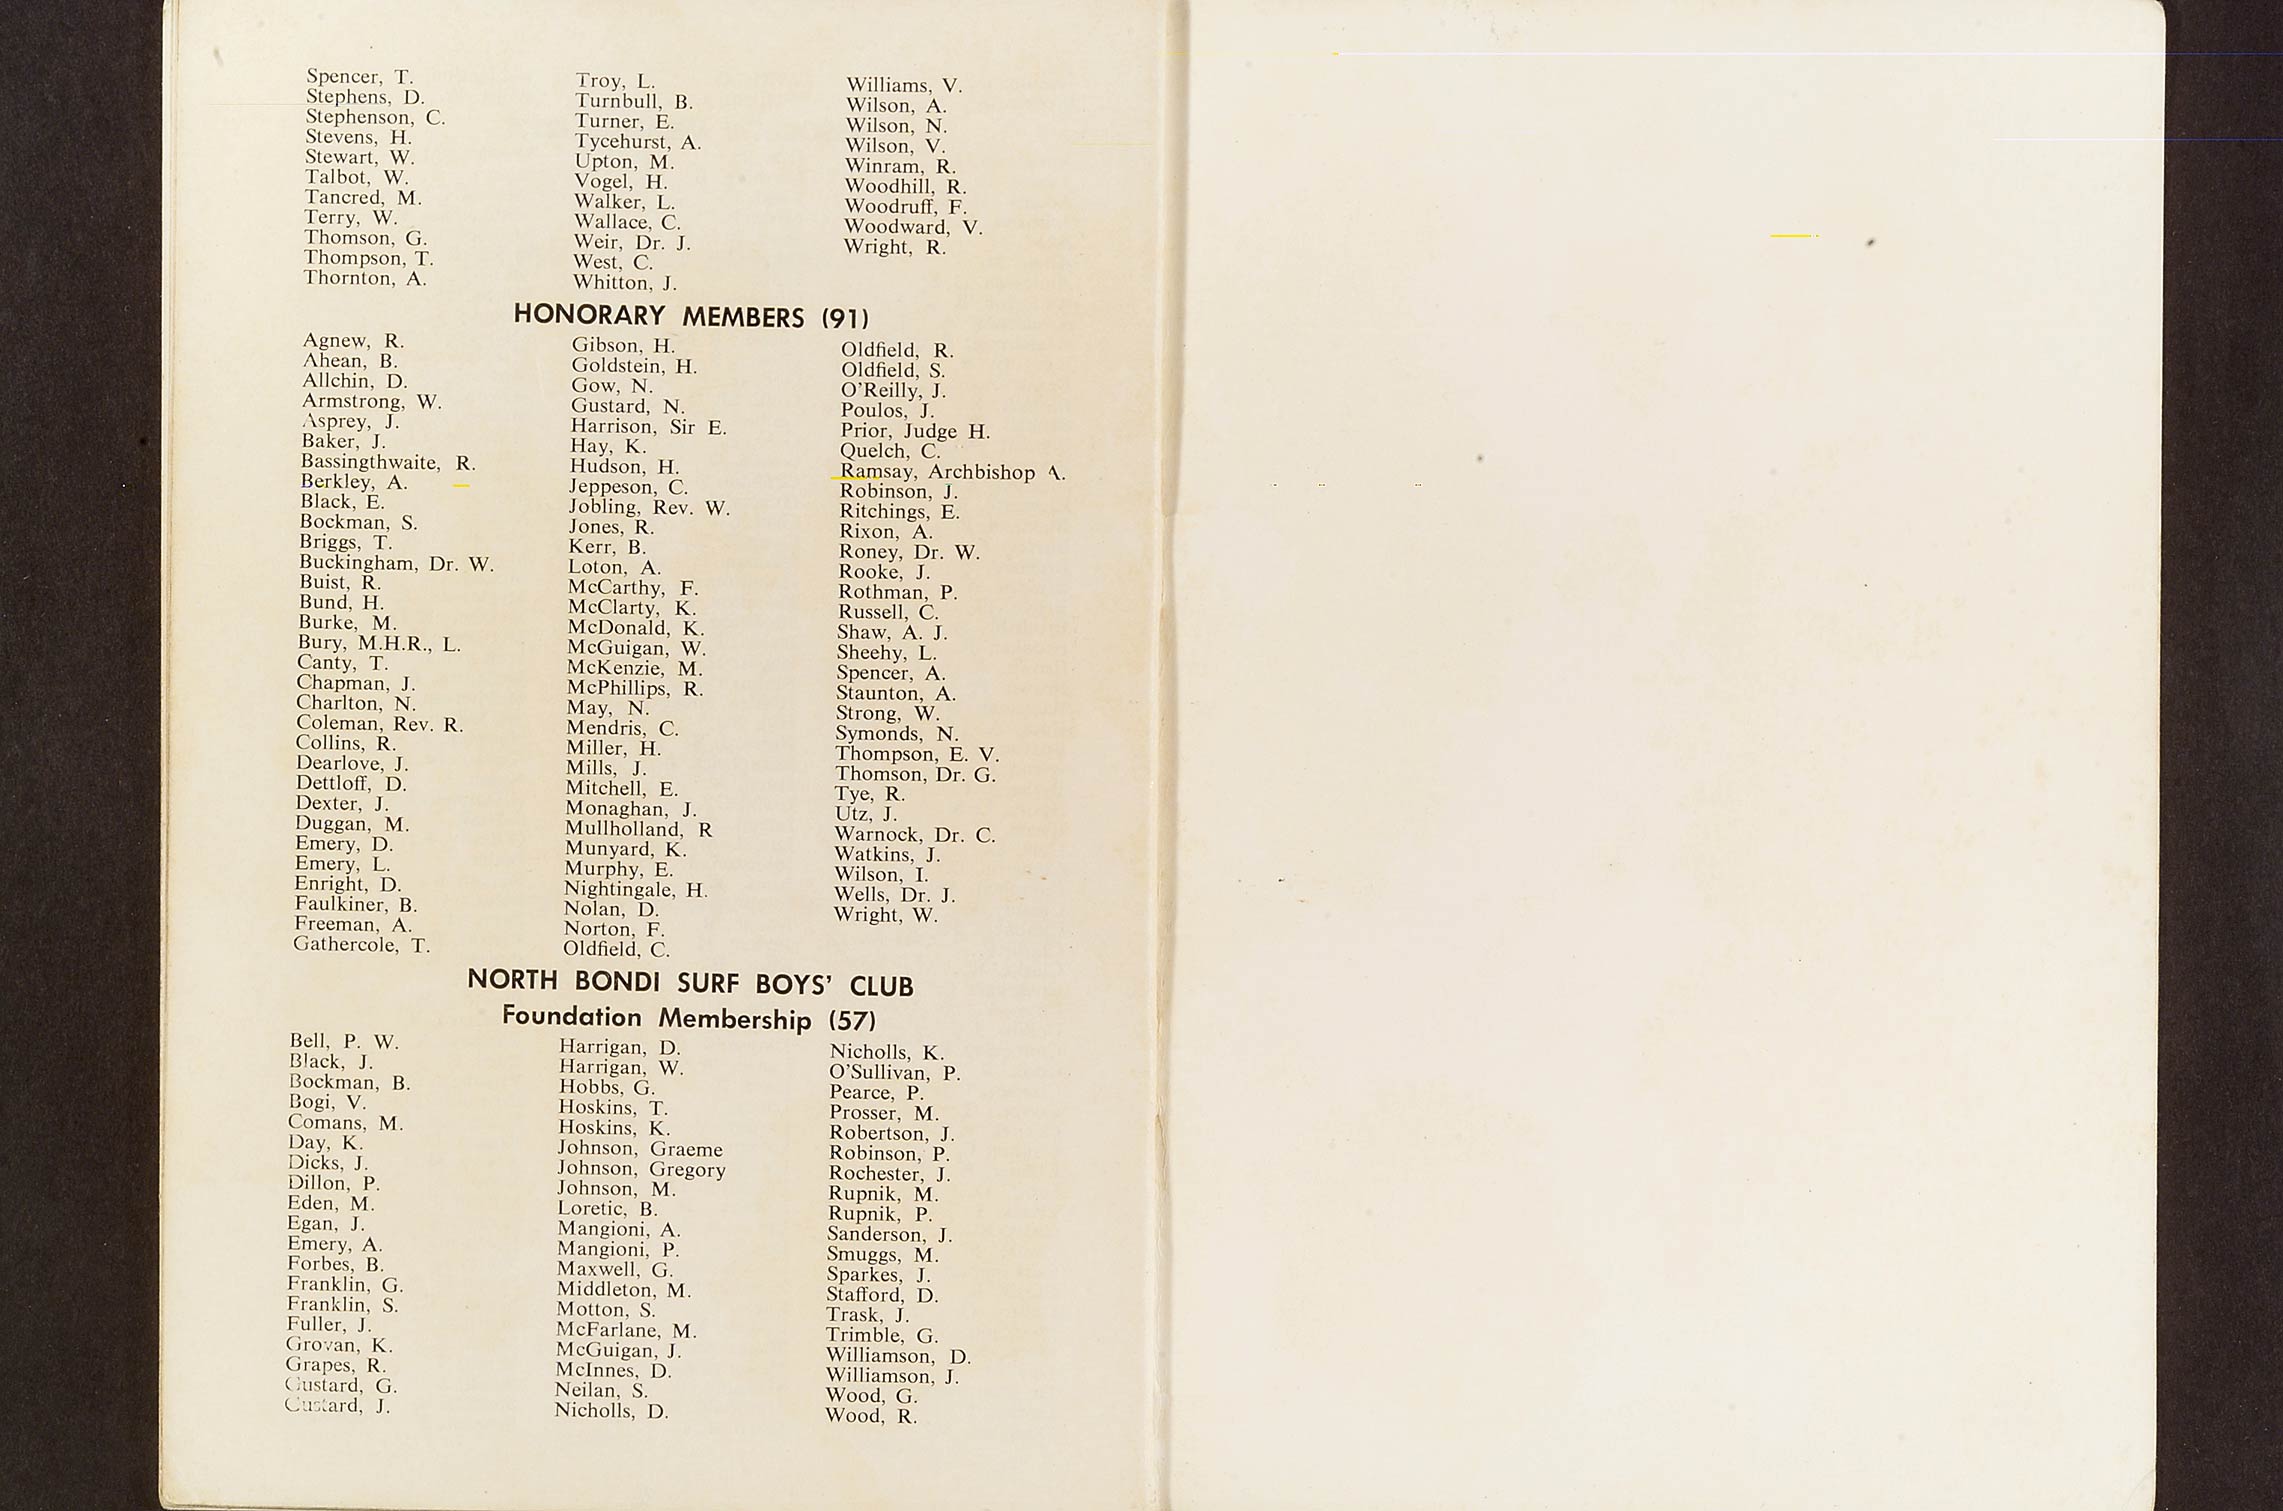 Spencer, T.
Stephens, D.
Stephenson, C.
Stevens, H.
Stewart, W.
Talbot, W.
Tancred, M.
Terry, W.
Thomson, G.
Thompson, T.
Thornton, A.
Troy, L.
Turnbull, B.
Turner, E.
Tycehurst, A.
Upton, M.
Vogel, H.
Walker, L.
Wallace, C.
Weir, Dr. J.
West, C.
Whitton, J.
Williams, V.
Wilson, A.
Wilson, N.
Wilson, V.
Winram, R.
Woodhill, R.
Woodruff, F.
Woodward, V.
Wright, R.
HONORARY MEMBERS (91)
Agnew, R.
Ahean, B.
Allchin, D.
Armstrong, W.
Asprey, J.
Baker, J.
Bassingthwaite, R.
Berkley, A.
Black, E.
Bockman, S.
Briggs, T.
Buckingham, Dr. W.
Buist, R.
Bund, H.
Burke, M.
Bury, M.H.R., L.
Canty, T.
Chapman, J.
Charlton, N.
Coleman, Rev. R.
Collins, R.
Dearlove, J.
Dettloff, D.
Dexter, J.
Duggan, M.
Emery, D.
Emery, L.
Enright, D.
Faulkiner, B.
Freeman, A.
Gathercole, T.
Gibson, H.
Goldstein, H.
Gow, N.
Gustard, N.
Harrison, Sir E.
Hay, K.
Hudson, H.
Jeppeson, C.
Jobling, Rev. W.
Jones, R.
Kerr, B.
Loton, A.
McCarthy, F.
McClarty, K.
McDonald, K.
McGuigan, W.
McKenzie, M.
McPhillips, R.
May, N.
Mendris, C.
Miller, H.
Mills, J.
Mitchell, E.
Monaghan, J.
Mullholland, R
Munyard, K.
Murphy, E.
Nightingale, H.
Nolan, D.
Norton, F.
Oldfield, C.
Oldfield, R.
Oldfield, S.
O'Reilly, J.
Poulos, J.
Prior, Judge H.
Quelch, C.
Ramsay, Archbishop A.
Robinson, J.
Ritchings, E.
Rixon, A.
Roney, Dr. W.
Rooke, J.
Rothman, P.
Russell, C.
Shaw, A. J.
Sheehy, L.
Spencer, A.
Staunton, A.
Strong, W.
Symonds, N.
Thompson, E. V.
Thomson, Dr. G.
Tye, R.
Utz, J.
Warnock, Dr. C.
Watkins, J.
Wilson, I.
Wells, Dr. J.
Wright, W.
NORTH BONDI SURF BOYS' CLUB
Foundation Membership (57)
Bell, P. W.
Black, J.
Bockman, B.
Bogi, V.
Comans, M.
Day, K.
Dicks, J.
Dillon, P.
Eden, M.
Egan, J.
Emery, A.
Forbes, B.
Franklin, G.
Franklin, S.
Fuller, J.
Grovan, K.
Grapes, R.
Gustard, G.
Gustard, J.
Harrigan, D.
Harrigan, W.
Hobbs, G.
Hoskins, T.
Hoskins, K.
Johnson, Graeme
Johnson, Gregory
Johnson, M.
Loretic, B.
Mangioni, A.
Mangioni, P.
Maxwell, G.
Middleton, M.
Motton, S.
McFarlane, M.
McGuigan, J.
McInnes, D.
Neilan, S.
Nicholls, D.
Nicholls, K.
O'Sullivan, P.
Pearce, P.
Prosser, M.
Robertson, J.
Robinson, P.
Rochester, J.
Rupnik, M.
Rupnik, P.
Sanderson, J.
Smuggs, M.
Sparkes, J.
Stafford, D.
Trask, J.
Trimble, G.
Williamson, D.
Williamson, J.
Wood, G.
Wood, R.